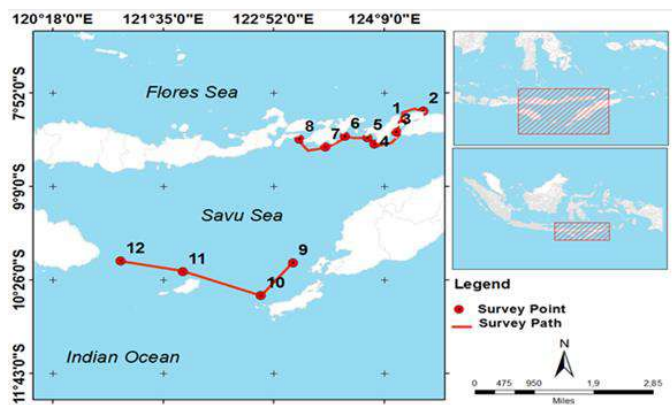 120°18'0"E 121°35'0"E 122°52'0"E 124°9'0"E
7°52'0"S
9°9'0"S
10°26'0"S
11°43'0"S
Flores Sea
1 2
3
8 7 6 5 4
Savu Sea
12 11 10 9
Indian Ocean
Legend
Survey Point
Survey Path
N
0 475 950 1,9 2,85
Miles